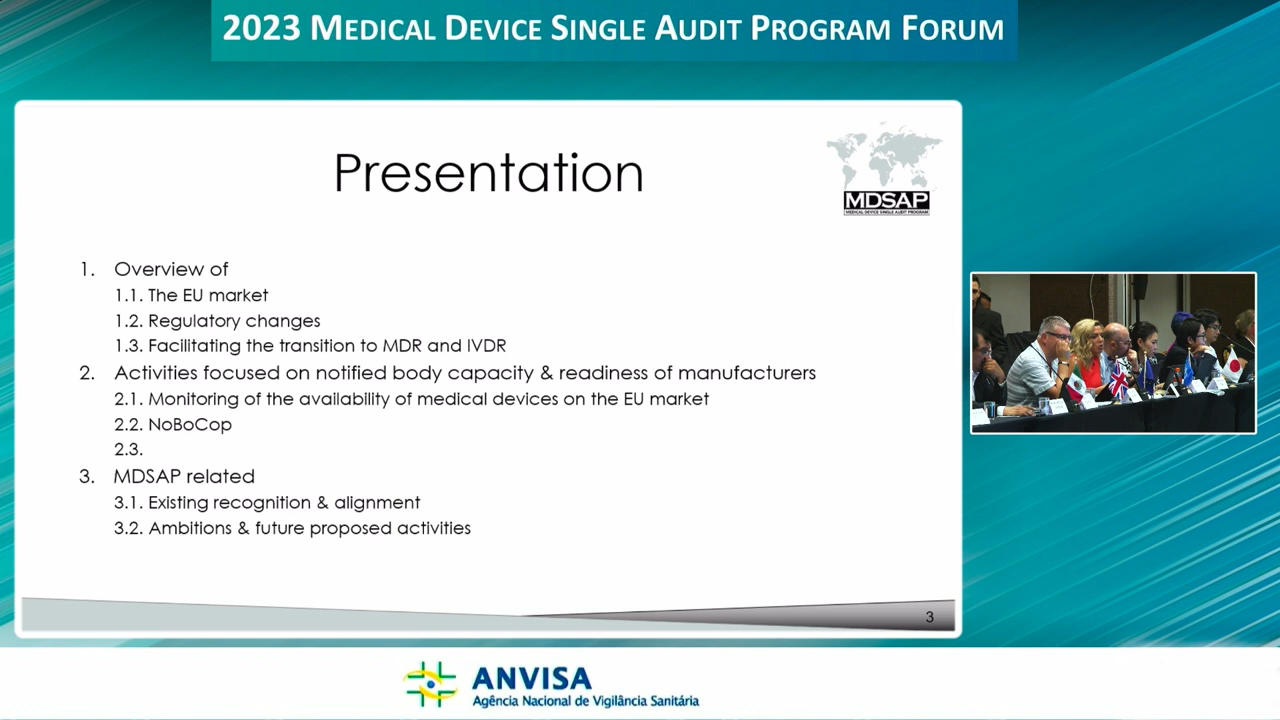 2023 MEDICAL DEVICE SINGLE AUDIT PROGRAM FORUM
Presentation
MDSAP
MEDICAL DEVICE SINGLE AUDIT PROGRAM
1. Overview of
1.1. The EU market
1.2. Regulatory changes
1.3. Facilitating the transition to MDR and IVDR
2. Activities focused on notified body capacity & readiness of manufacturers
2.1. Monitoring of the availability of medical devices on the EU market
2.2. NoBoCop
2.3.
3. MDSAP related
3.1. Existing recognition & alignment
3.2. Ambitions & future proposed activities
3
ANVISA
Agência Nacional de Vigilância Sanitária